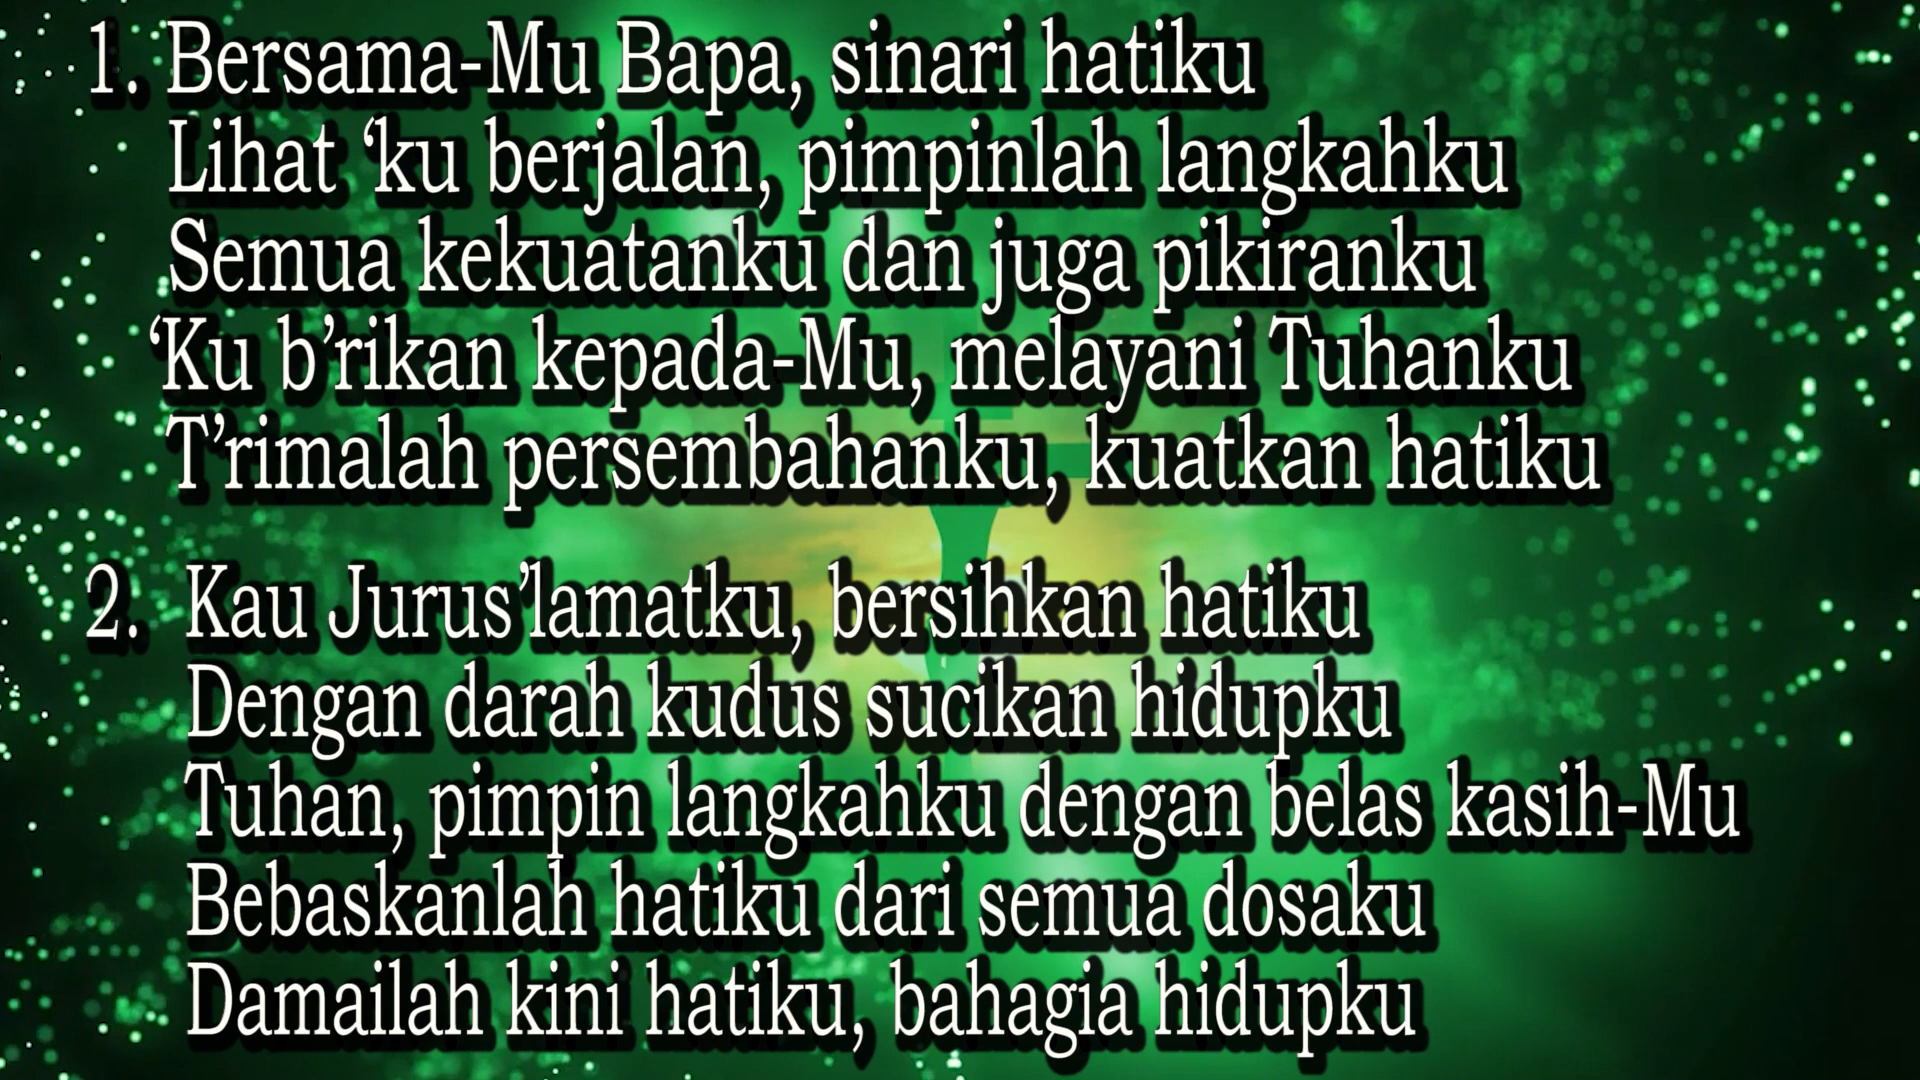 1. Bersama-Mu Bapa, sinari hatiku
Lihat ‘ku berjalan, pimpinlah langkahku
Semua kekuatanku dan juga pikiranku
‘Ku b’rikan kepada-Mu, melayani Tuhanku
T’rimalah persembahanku, kuatkan hatiku
2. Kau Jurus’lamatku, bersihkan hatiku
Dengan darah kudus sucikan hidupku
Tuhan, pimpin langkahku dengan belas kasih-Mu
Bebaskanlah hatiku dari semua dosaku
Damailah kini hatiku, bahagia hidupku